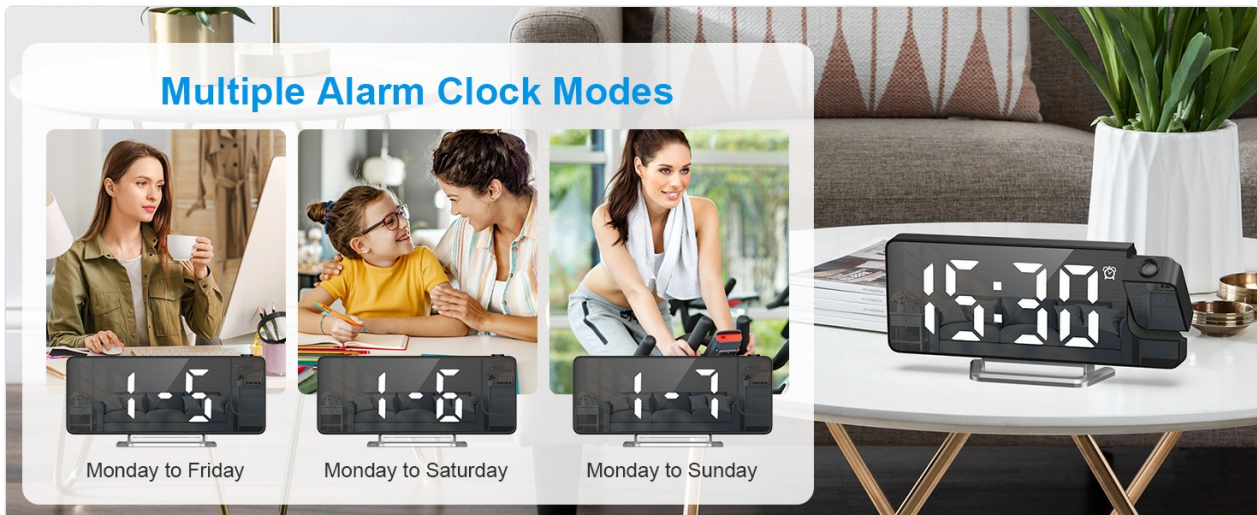 Multiple Alarm Clock Modes
1-5
1-6
1-7
Monday to Friday
Monday to Saturday
Monday to Sunday
15:30